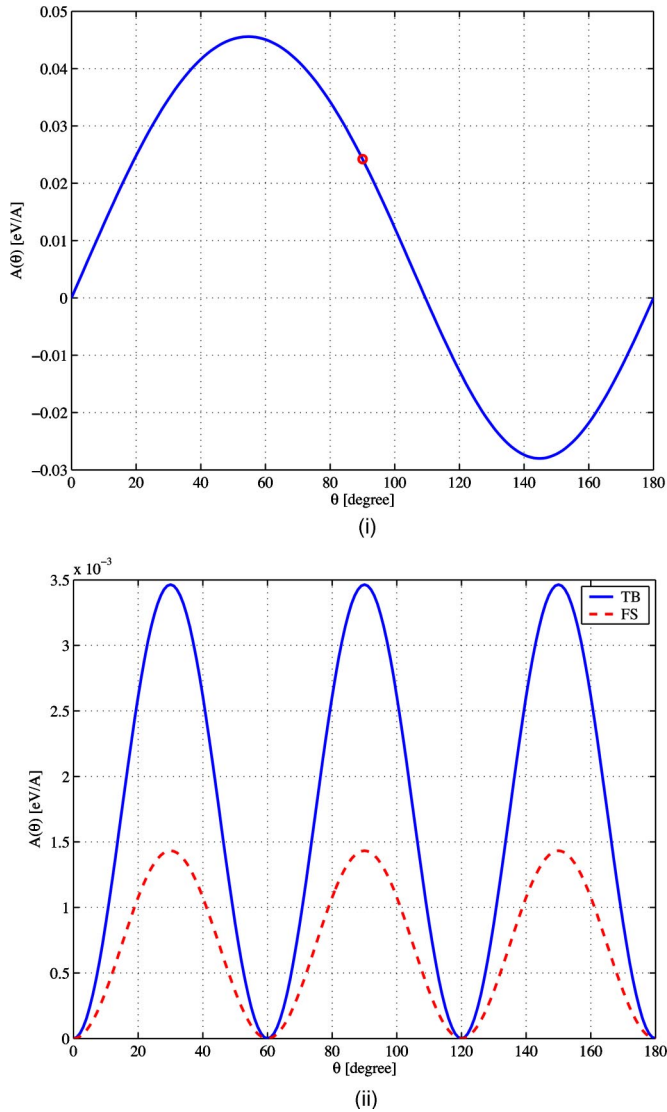 0.05
0.04
0.03
0.02
0.01
0
−0.01
−0.02
−0.03
A(θ) [eV/A]
0 20 40 60 80 100 120 140 160 180
θ [degree]
(i)
x 10⁻³
3.5
3
2.5
2
1.5
1
0.5
0
A(θ) [eV/A]
TB
FS
0 20 40 60 80 100 120 140 160 180
θ [degree]
(ii)